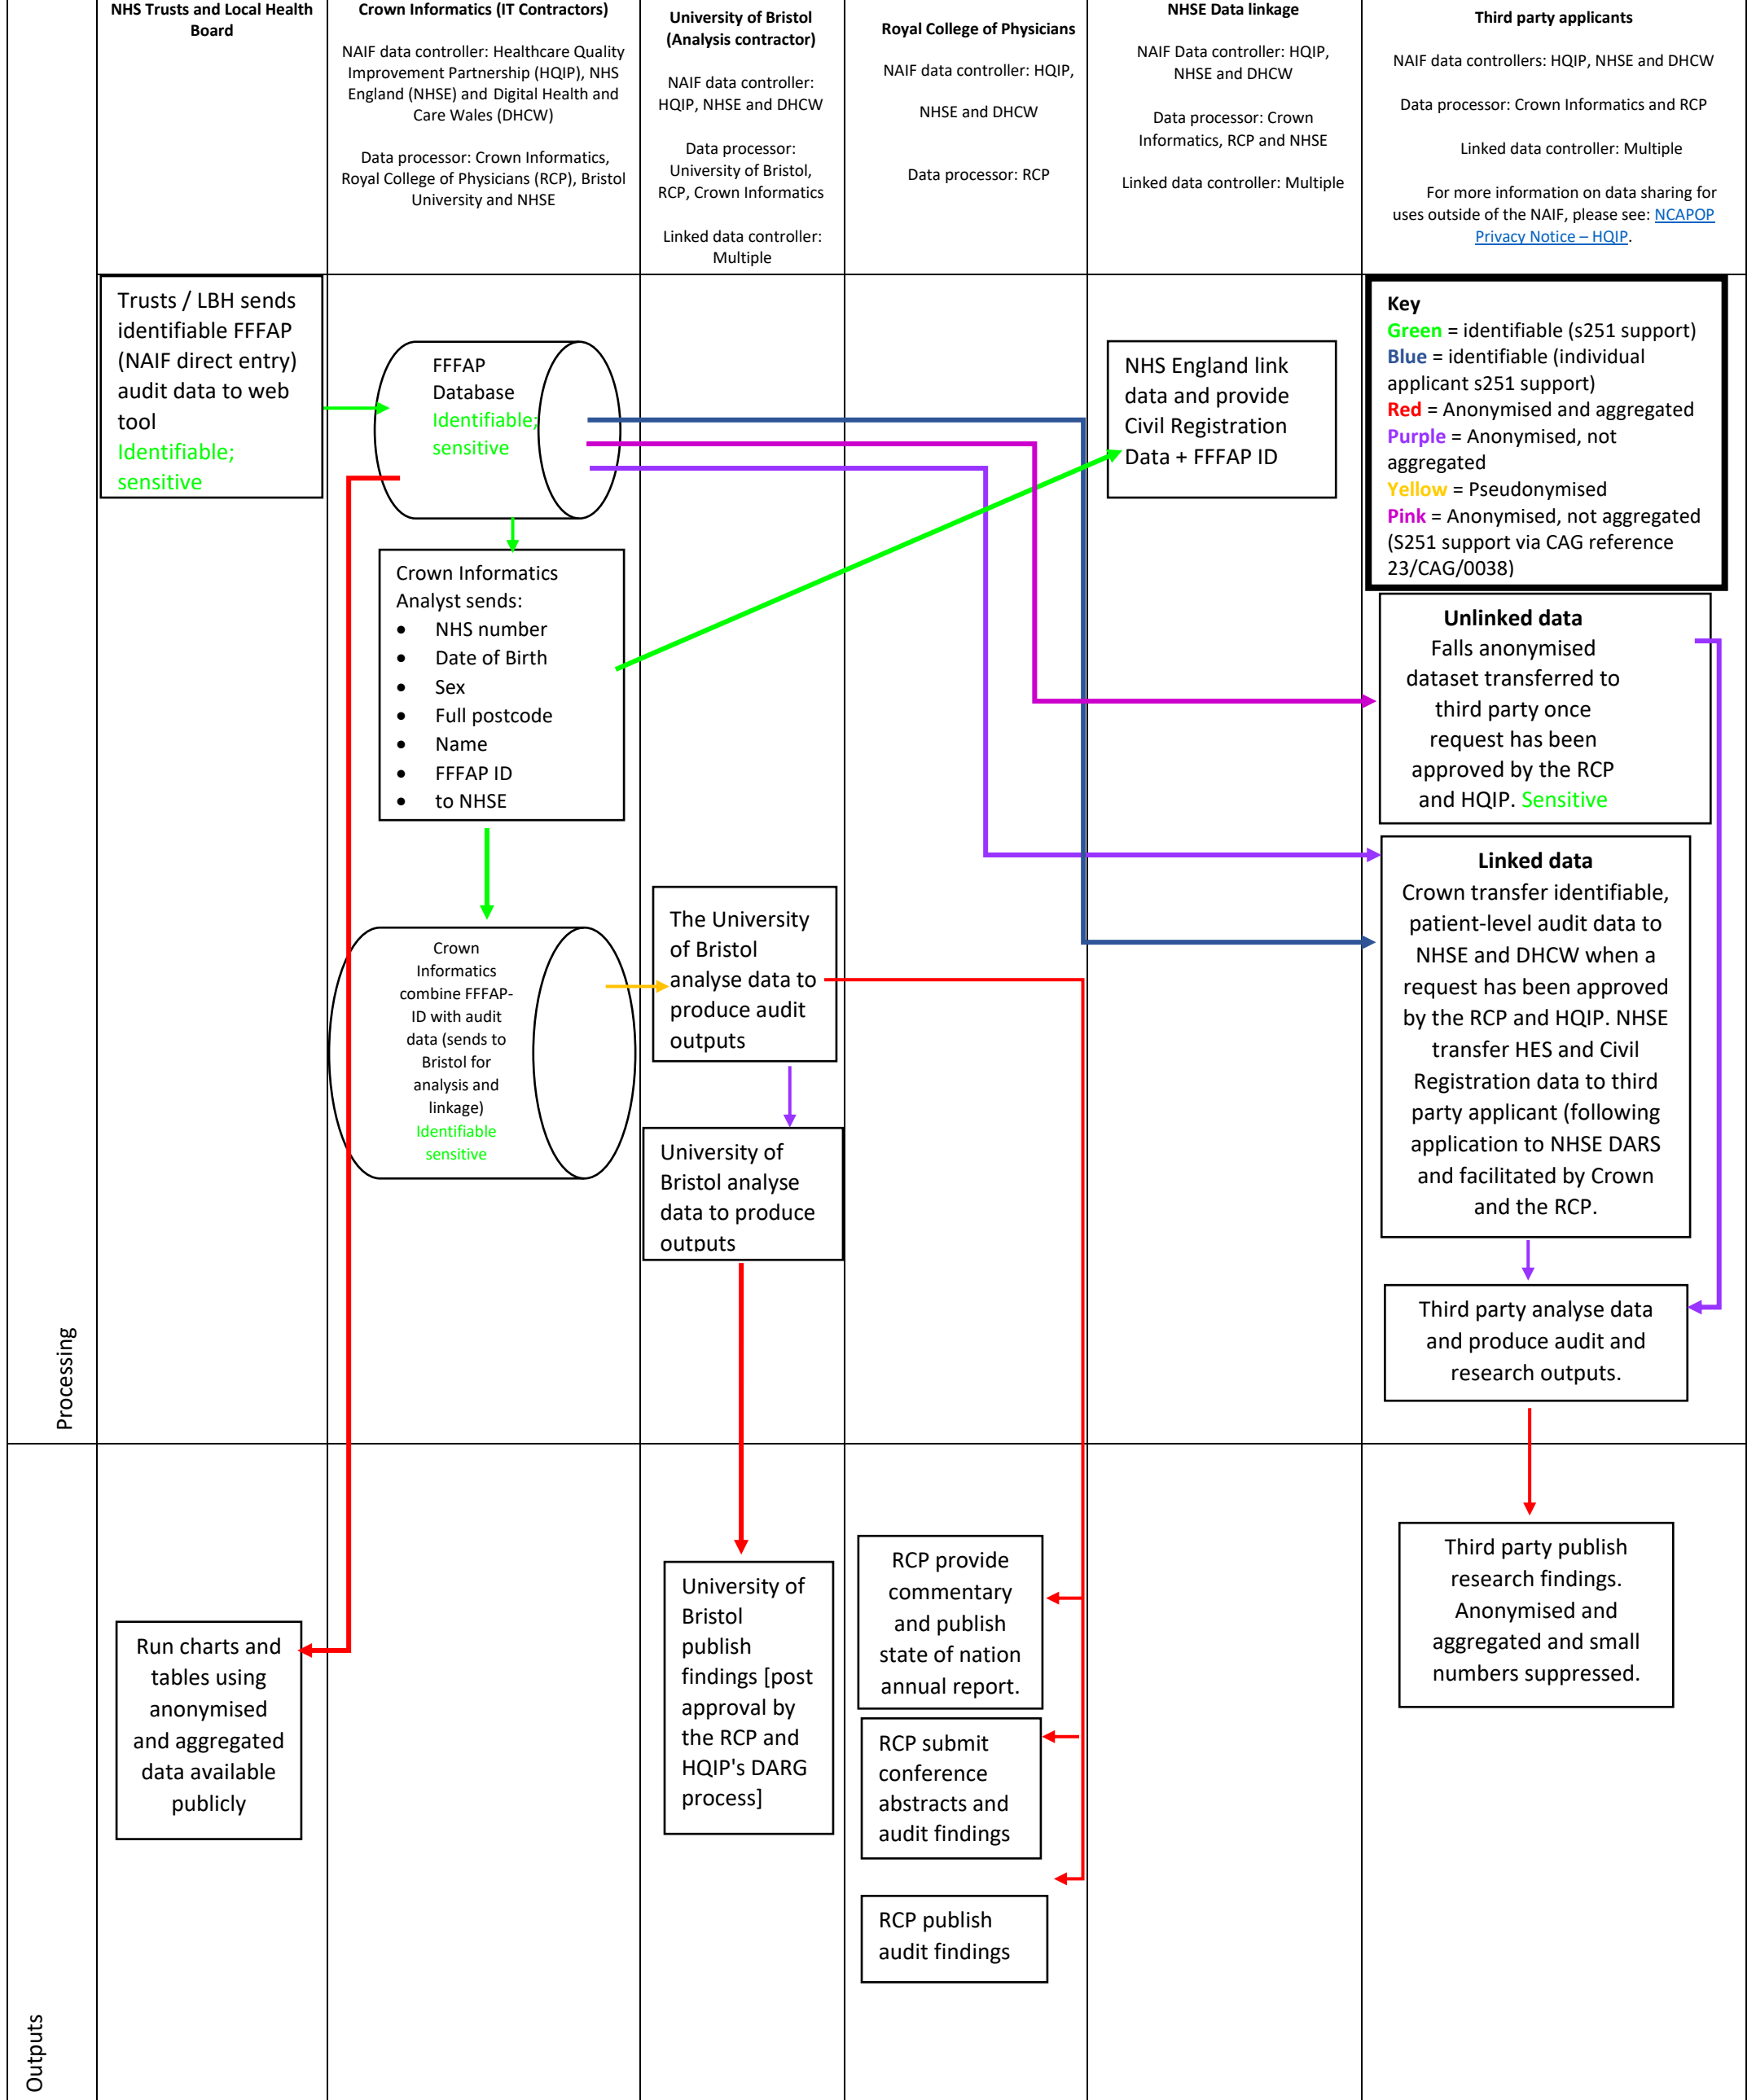 NHS Trusts and Local Health
Board
Crown Informatics (IT Contractors)
NAIF data controller: Healthcare Quality
Improvement Partnership (HQIP), NHS
England (NHSE) and Digital Health and
Care Wales (DHCW)
Data processor: Crown Informatics,
Royal College of Physicians (RCP), Bristol
University and NHSE
University of Bristol
(Analysis contractor)
NAIF data controller:
HQIP, NHSE and DHCW
Data processor:
University of Bristol,
RCP, Crown Informatics
Linked data controller:
Multiple
Royal College of Physicians
NAIF data controller: HQIP,
NHSE and DHCW
Data processor: RCP
NHSE Data linkage
NAIF Data controller: HQIP,
NHSE and DHCW
Data processor: Crown
Informatics, RCP and NHSE
Linked data controller: Multiple
Third party applicants
NAIF data controllers: HQIP, NHSE and DHCW
Data processor: Crown Informatics and RCP
Linked data controller: Multiple
For more information on data sharing for
uses outside of the NAIF, please see: NCAPOP
Privacy Notice – HQIP.
Processing
Trusts / LBH sends
identifiable FFFAP
(NAIF direct entry)
audit data to web
tool
Identifiable;
sensitive
FFFAP
Database
Identifiable;
sensitive
Crown Informatics
Analyst sends:
• NHS number
• Date of Birth
• Sex
• Full postcode
• Name
• FFFAP ID
• to NHSE
Crown
Informatics
combine FFFAP-
ID with audit
data (sends to
Bristol for
analysis and
linkage)
Identifiable
sensitive
The University
of Bristol
analyse data to
produce audit
outputs
University of
Bristol analyse
data to produce
outputs
NHS England link
data and provide
Civil Registration
Data + FFFAP ID
Key
Green = identifiable (s251 support)
Blue = identifiable (individual
applicant s251 support)
Red = Anonymised and aggregated
Purple = Anonymised, not
aggregated
Yellow = Pseudonymised
Pink = Anonymised, not aggregated
(S251 support via CAG reference
23/CAG/0038)
Unlinked data
Falls anonymised
dataset transferred to
third party once
request has been
approved by the RCP
and HQIP. Sensitive
Linked data
Crown transfer identifiable,
patient-level audit data to
NHSE and DHCW when a
request has been approved
by the RCP and HQIP. NHSE
transfer HES and Civil
Registration data to third
party applicant (following
application to NHSE DARS
and facilitated by Crown
and the RCP.
Third party analyse data
and produce audit and
research outputs.
Outputs
Run charts and
tables using
anonymised
and aggregated
data available
publicly
University of
Bristol
publish
findings [post
approval by
the RCP and
HQIP's DARG
process]
RCP provide
commentary
and publish
state of nation
annual report.
RCP submit
conference
abstracts and
audit findings
RCP publish
audit findings
Third party publish
research findings.
Anonymised and
aggregated and small
numbers suppressed.